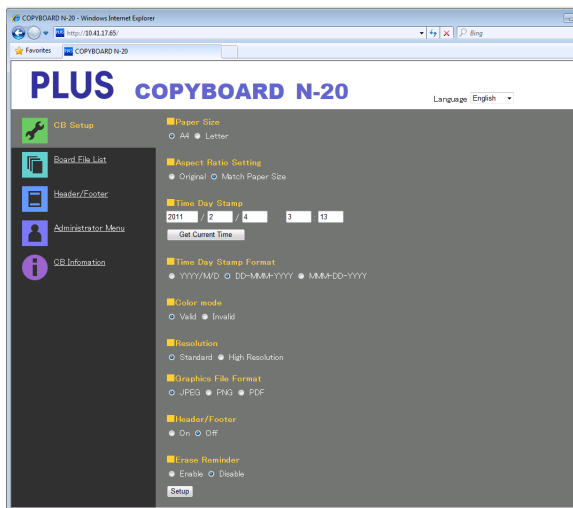 COPYBOARD N-20 - Windows Internet Explorer
PLUS http://10.41.17.65/ Bing
Favorites PLUS COPYBOARD N-20
PLUS COPYBOARD N-20
Language English
CB Setup
Board File List
Header/Footer
Administrator Menu
CB Infomation
Paper Size
A4 Letter
Aspect Ratio Setting
Original Match Paper Size
Time Day Stamp
2011 / 2 / 4 3 : 13
Get Current Time
Time Day Stamp Format
YYYY/M/D DD-MMM-YYYY MMM-DD-YYYY
Color mode
Valid Invalid
Resolution
Standard High Resolution
Graphics File Format
JPEG PNG PDF
Header/Footer
On Off
Erase Reminder
Enable Disable
Setup